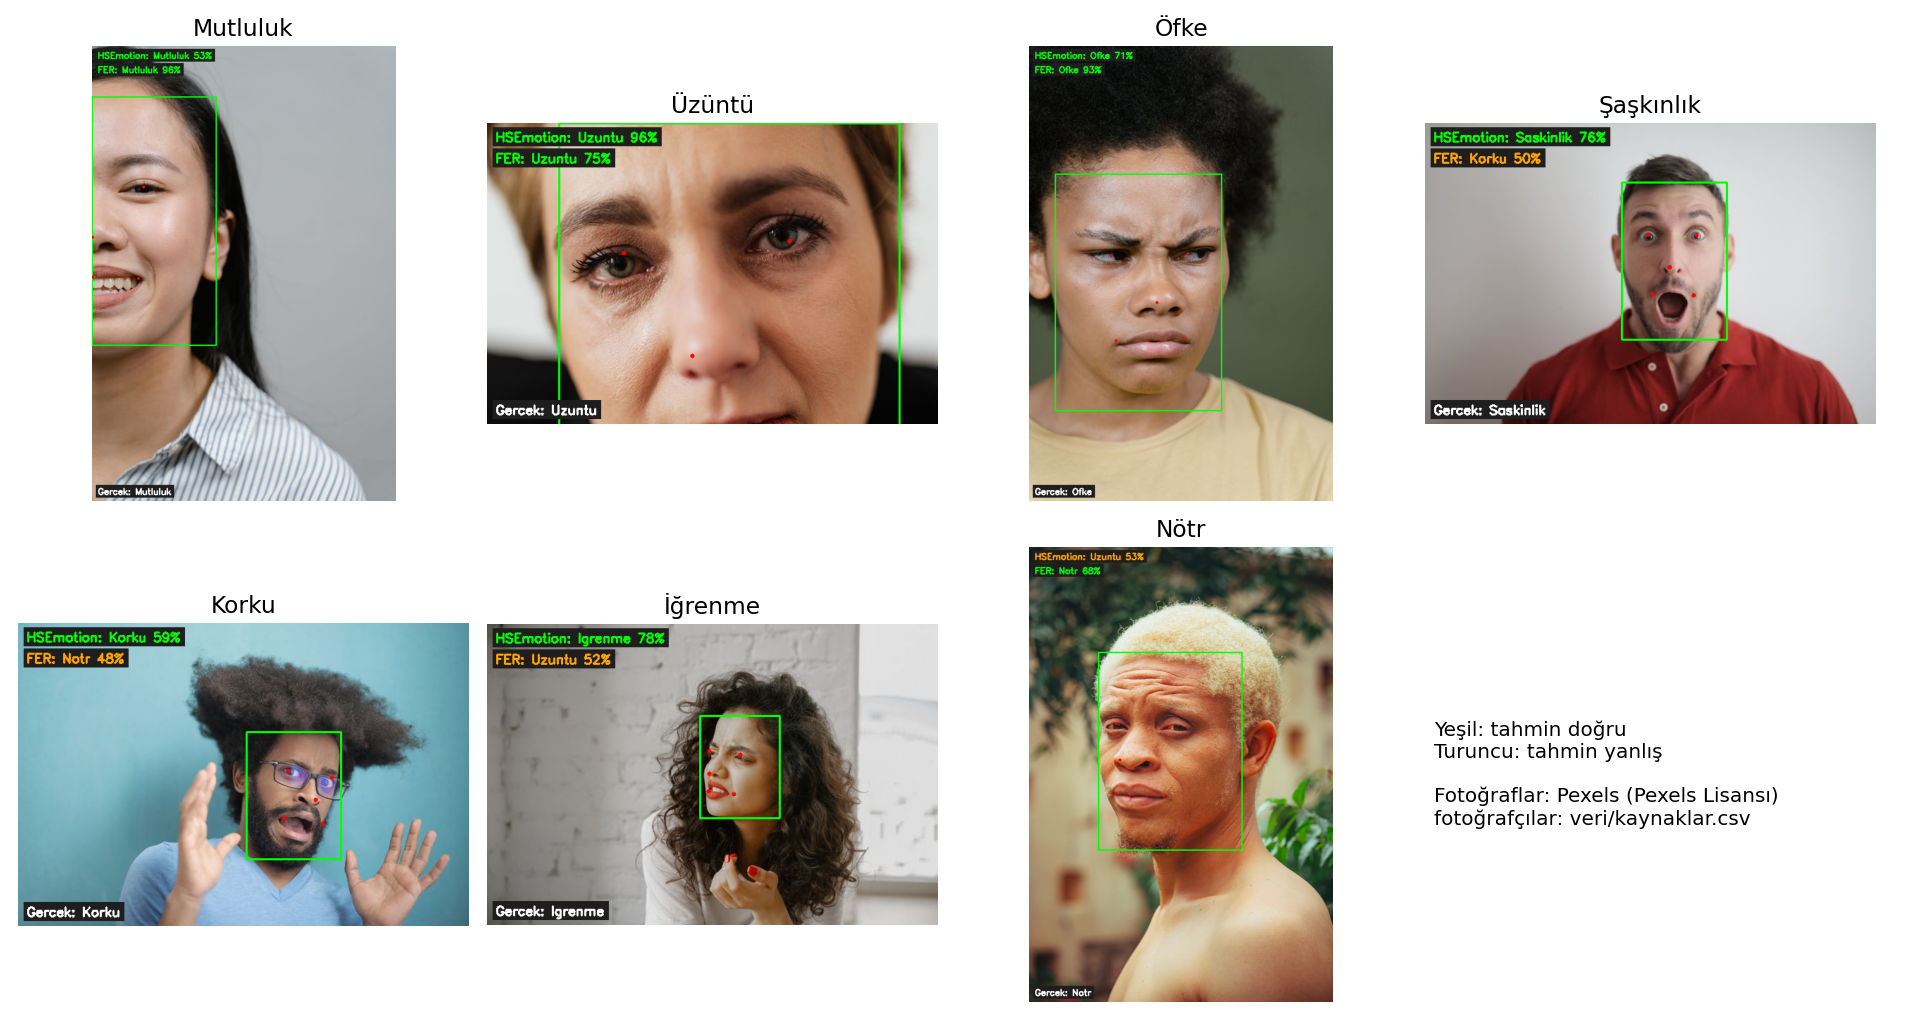 Mutluluk
HSEmotion: Mutluluk 53%
FER: Mutluluk 96%
Gercek: Mutluluk
Üzüntü
HSEmotion: Uzuntu 96%
FER: Uzuntu 75%
Gercek: Uzuntu
Öfke
HSEmotion: Ofke 71%
FER: Ofke 93%
Gercek: Ofke
Şaşkınlık
HSEmotion: Saskinlik 76%
FER: Korku 50%
Gercek: Saskinlik
Korku
HSEmotion: Korku 59%
FER: Notr 48%
Gercek: Korku
İğrenme
HSEmotion: Igrenme 78%
FER: Uzuntu 52%
Gercek: Igrenme
Nötr
HSEmotion: Uzuntu 53%
FER: Notr 68%
Gercek: Notr
Yeşil: tahmin doğru
Turuncu: tahmin yanlış
Fotoğraflar: Pexels (Pexels Lisansı)
fotoğrafçılar: veri/kaynaklar.csv